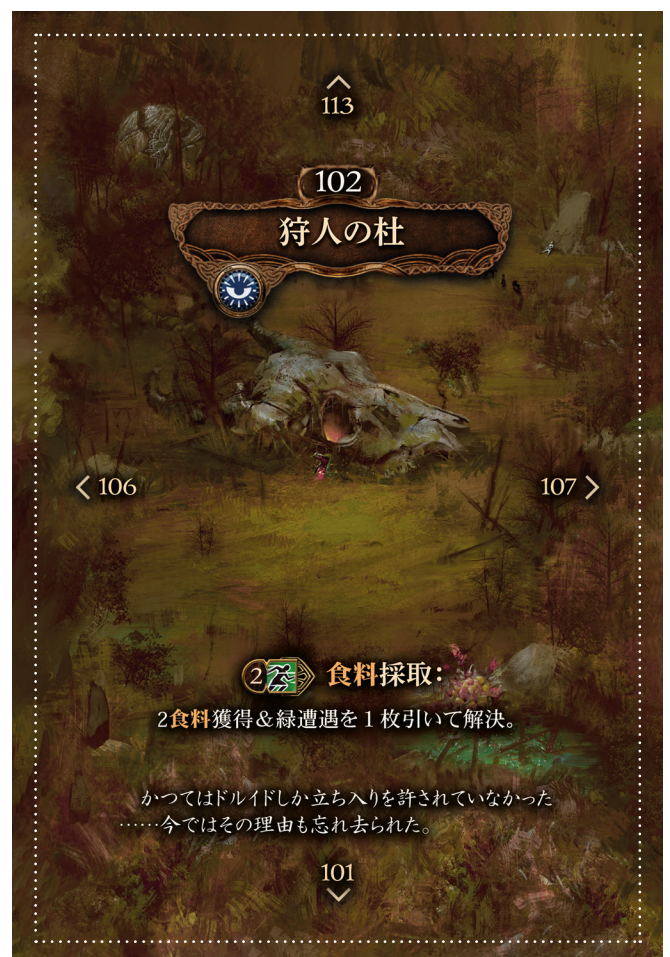 113
102
狩人の杜
106
107
2 食料採取：
2食料獲得＆緑遭遇を1枚引いて解決。
かつてはドルイドしか立ち入りを許されていなかった
……今ではその理由も忘れ去られた。
101